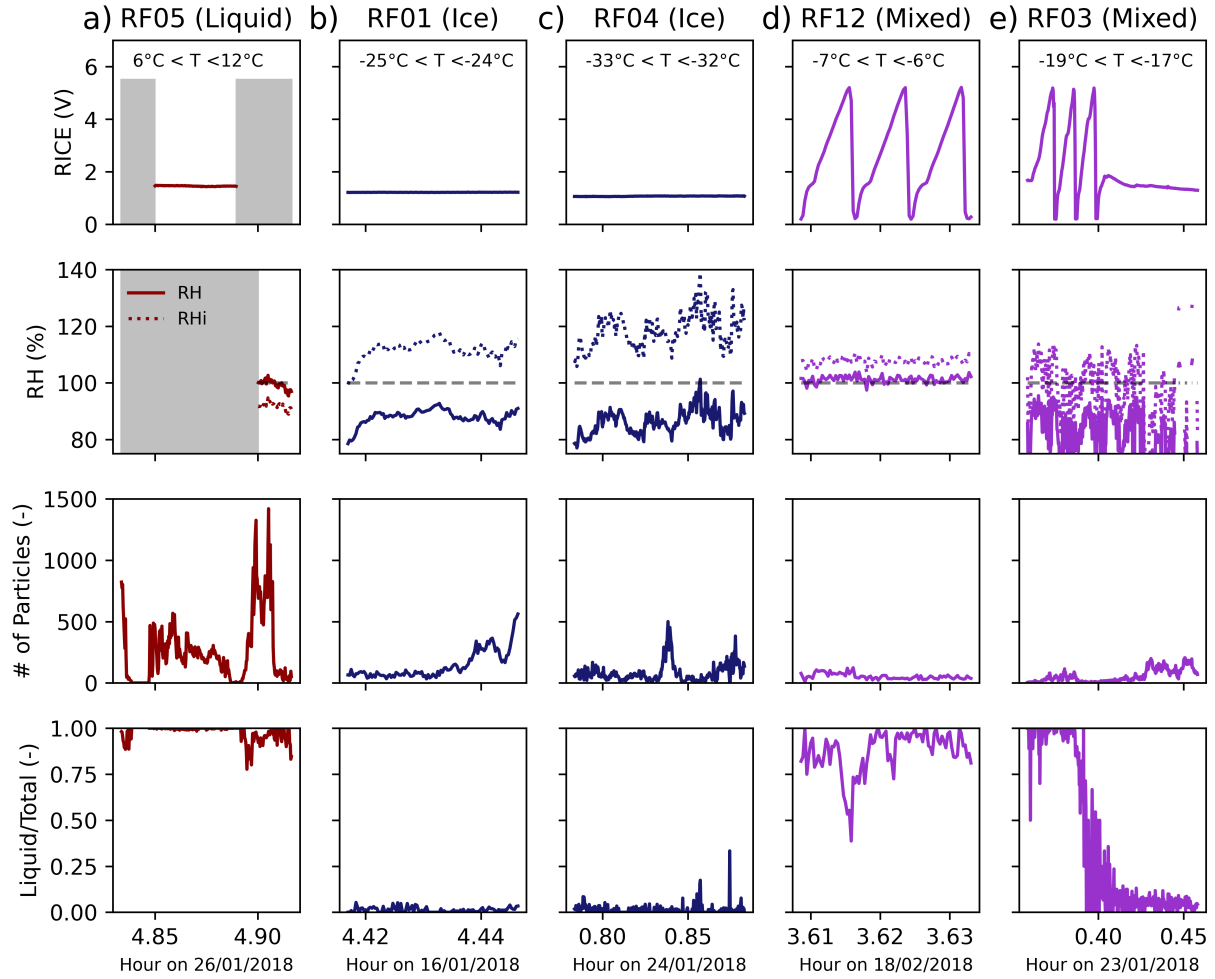 a) RF05 (Liquid)
b) RF01 (Ice)
c) RF04 (Ice)
d) RF12 (Mixed)
e) RF03 (Mixed)
6°C < T <12°C
-25°C < T <-24°C
-33°C < T <-32°C
-7°C < T <-6°C
-19°C < T <-17°C
RICE (V)
6
4
2
0
RH (%)
140
120
100
80
RH
RHi
# of Particles (-)
1500
1000
500
0
Liquid/Total (-)
1.00
0.75
0.50
0.25
0.00
4.85 4.90
4.42 4.44
0.80 0.85
3.61 3.62 3.63
0.40 0.45
Hour on 26/01/2018
Hour on 16/01/2018
Hour on 24/01/2018
Hour on 18/02/2018
Hour on 23/01/2018